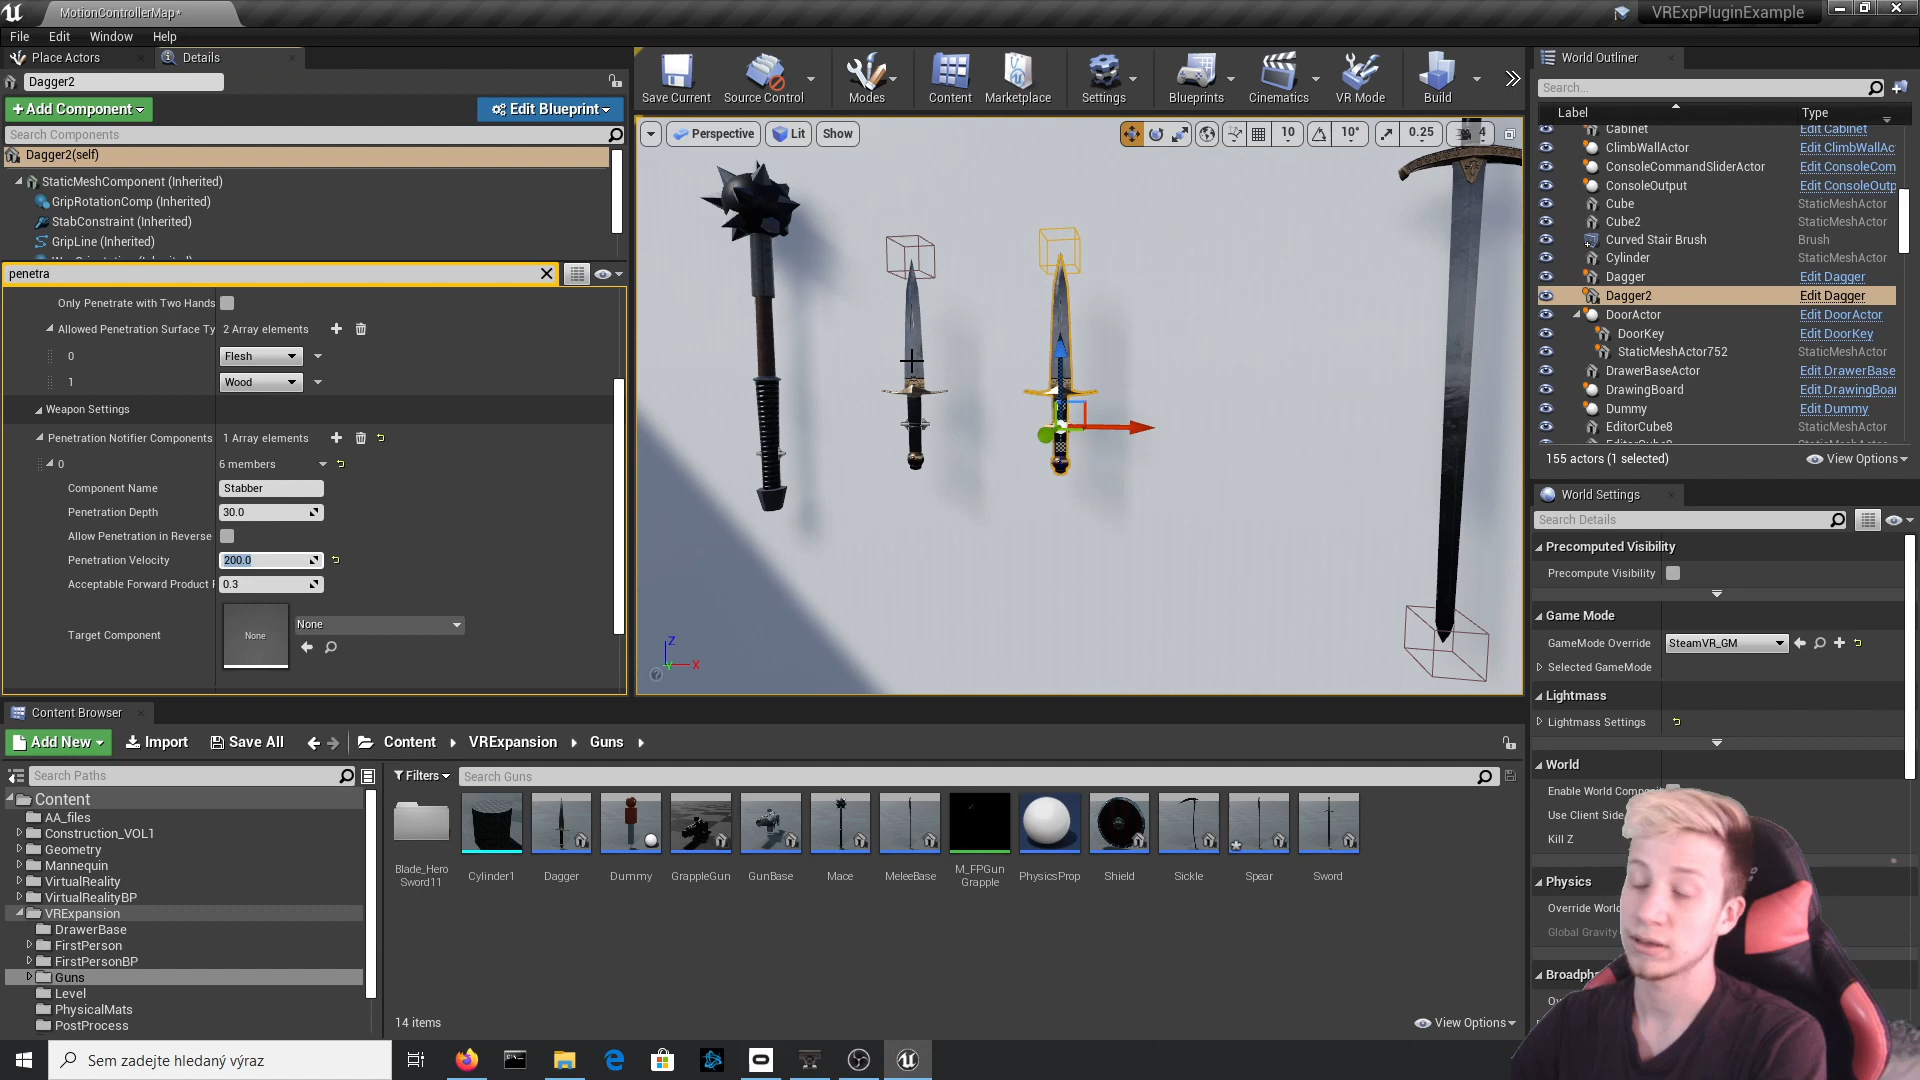 MotionControllerMap*
VRExpPluginExample
File Edit Window Help
Place Actors
Details
Dagger2
+Add Component
Edit Blueprint
Search Components
Dagger2(self)
StaticMeshComponent (Inherited)
GripRotationComp (Inherited)
StabConstraint (Inherited)
GripLine (Inherited)
penetra
Only Penetrate with Two Hands
Allowed Penetration Surface Ty
2 Array elements
0
Flesh
1
Wood
Weapon Settings
Penetration Notifier Components
1 Array elements
0
6 members
Component Name
Stabber
Penetration Depth
30.0
Allow Penetration in Reverse
Penetration Velocity
200.0
Acceptable Forward Product
0.3
Target Component
None
None
Save Current
Source Control
Modes
Content
Marketplace
Settings
Blueprints
Cinematics
VR Mode
Build
Perspective
Lit
Show
10
10°
0.25
4
Z
X
Y
World Outliner
Search...
Label
Type
Cabinet Edit Cabinet
ClimbWallActor Edit ClimbWallAc
ConsoleCommandSliderActor Edit ConsoleCom
ConsoleOutput Edit ConsoleOutp
Cube StaticMeshActor
Cube2 StaticMeshActor
Curved Stair Brush Brush
Cylinder StaticMeshActor
Dagger Edit Dagger
Dagger2 Edit Dagger
DoorActor Edit DoorActor
DoorKey Edit DoorKey
StaticMeshActor752 StaticMeshActor
DrawerBaseActor Edit DrawerBase
DrawingBoard Edit DrawingBoa
Dummy Edit Dummy
EditorCube8 StaticMeshActor
155 actors (1 selected)
View Options
World Settings
Search Details
Precomputed Visibility
Precompute Visibility
Game Mode
GameMode Override
SteamVR_GM
Selected GameMode
Lightmass
Lightmass Settings
World
Enable World Compos
Use Client Side
Kill Z
Physics
Override World
Global Gravity
Broadpha
Content Browser
Add New
Import
Save All
Content
VRExpansion
Guns
Search Paths
Filters
Search Guns
Content
AA_files
Construction_VOL1
Geometry
Mannequin
VirtualReality
VirtualRealityBP
VRExpansion
DrawerBase
FirstPerson
FirstPersonBP
Guns
Level
PhysicalMats
PostProcess
Blade_Hero
Sword11
Cylinder1
Dagger
Dummy
GrappleGun
GunBase
Mace
MeleeBase
M_FPGun
Grapple
PhysicsProp
Shield
Sickle
Spear
Sword
14 items
View Options
Sem zadejte hledaný výraz